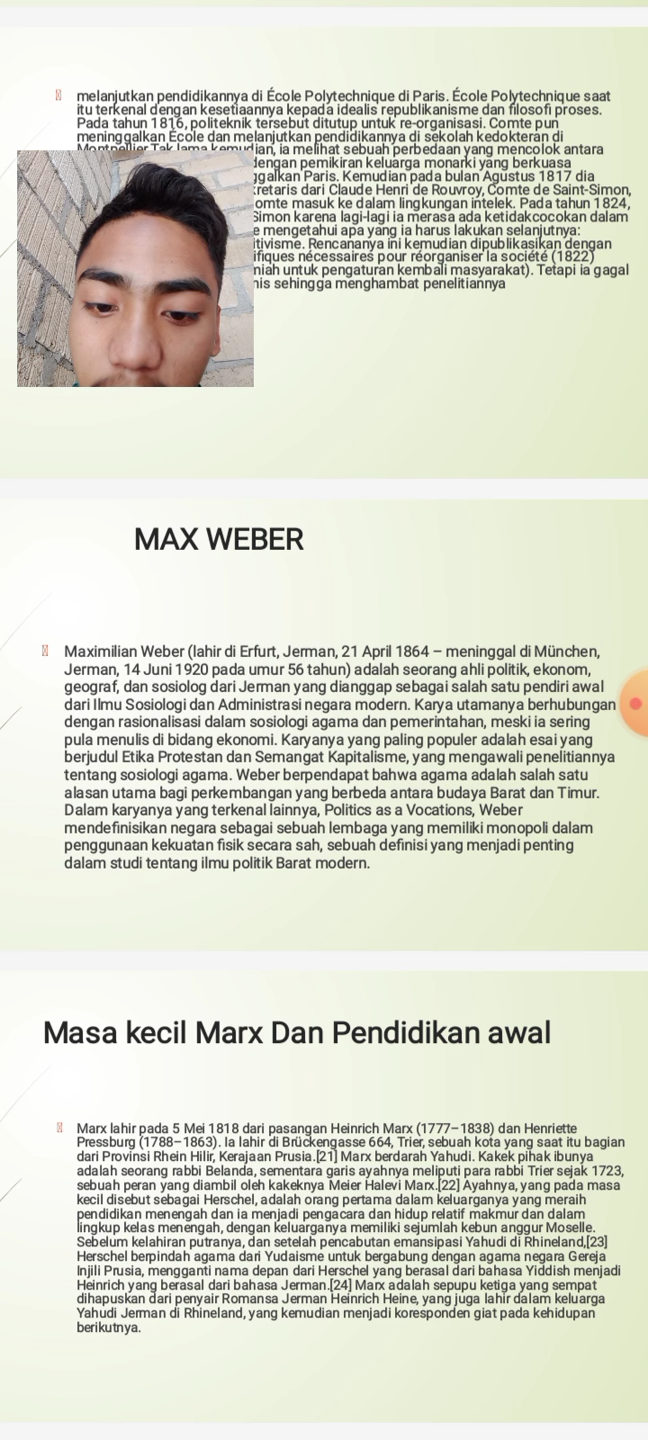 melanjutkan pendidikannya di École Polytechnique di Paris. École Polytechnique saat
itu terkenal dengan kesetiaannya kepada idealis republikanisme dan filosofi proses.
Pada tahun 1816, politeknik tersebut ditutup untuk re-organisasi. Comte pun
meninggalkan École dan melanjutkan pendidikannya di sekolah kedokteran di
Montpellier Tak lama kemudian, ia melihat sebuah perbedaan yang mencolok antara
dengan pemikiran keluarga monarki yang berkuasa
ggalkan Paris. Kemudian pada bulan Agustus 1817 dia
kretaris dari Claude Henri de Rouvroy, Comte de Saint-Simon,
omte masuk ke dalam lingkungan intelek. Pada tahun 1824,
Simon karena lagi-lagi ia merasa ada ketidakcocokan dalam
e mengetahui apa yang ia harus lakukan selanjutnya:
itivisme. Rencananya ini kemudian dipublikasikan dengan
ifiques nécessaires pour réorganiser la société (1822)
niah untuk pengaturan kembali masyarakat). Tetapi ia gagal
nis sehingga menghambat penelitiannya
MAX WEBER
Maximilian Weber (lahir di Erfurt, Jerman, 21 April 1864 – meninggal di München,
Jerman, 14 Juni 1920 pada umur 56 tahun) adalah seorang ahli politik, ekonom,
geograf, dan sosiolog dari Jerman yang dianggap sebagai salah satu pendiri awal
dari Ilmu Sosiologi dan Administrasi negara modern. Karya utamanya berhubungan
dengan rasionalisasi dalam sosiologi agama dan pemerintahan, meski ia sering
pula menulis di bidang ekonomi. Karyanya yang paling populer adalah esai yang
berjudul Etika Protestan dan Semangat Kapitalisme, yang mengawali penelitiannya
tentang sosiologi agama. Weber berpendapat bahwa agama adalah salah satu
alasan utama bagi perkembangan yang berbeda antara budaya Barat dan Timur.
Dalam karyanya yang terkenal lainnya, Politics as a Vocations, Weber
mendefinisikan negara sebagai sebuah lembaga yang memiliki monopoli dalam
penggunaan kekuatan fisik secara sah, sebuah definisi yang menjadi penting
dalam studi tentang ilmu politik Barat modern.
Masa kecil Marx Dan Pendidikan awal
Marx lahir pada 5 Mei 1818 dari pasangan Heinrich Marx (1777–1838) dan Henriette
Pressburg (1788–1863). Ia lahir di Brückengasse 664, Trier, sebuah kota yang saat itu bagian
dari Provinsi Rhein Hilir, Kerajaan Prusia.[21] Marx berdarah Yahudi. Kakek pihak ibunya
adalah seorang rabbi Belanda, sementara garis ayahnya meliputi para rabbi Trier sejak 1723,
sebuah peran yang diambil oleh kakeknya Meier Halevi Marx.[22] Ayahnya, yang pada masa
kecil disebut sebagai Herschel, adalah orang pertama dalam keluarganya yang meraih
pendidikan menengah dan ia menjadi pengacara dan hidup relatif makmur dan dalam
lingkup kelas menengah, dengan keluarganya memiliki sejumlah kebun anggur Moselle.
Sebelum kelahiran putranya, dan setelah pencabutan emansipasi Yahudi di Rhineland,[23]
Herschel berpindah agama dari Yudaisme untuk bergabung dengan agama negara Gereja
Injili Prusia, mengganti nama depan dari Herschel yang berasal dari bahasa Yiddish menjadi
Heinrich yang berasal dari bahasa Jerman.[24] Marx adalah sepupu ketiga yang sempat
dihapuskan dari penyair Romansa Jerman Heinrich Heine, yang juga lahir dalam keluarga
Yahudi Jerman di Rhineland, yang kemudian menjadi koresponden giat pada kehidupan
berikutnya.